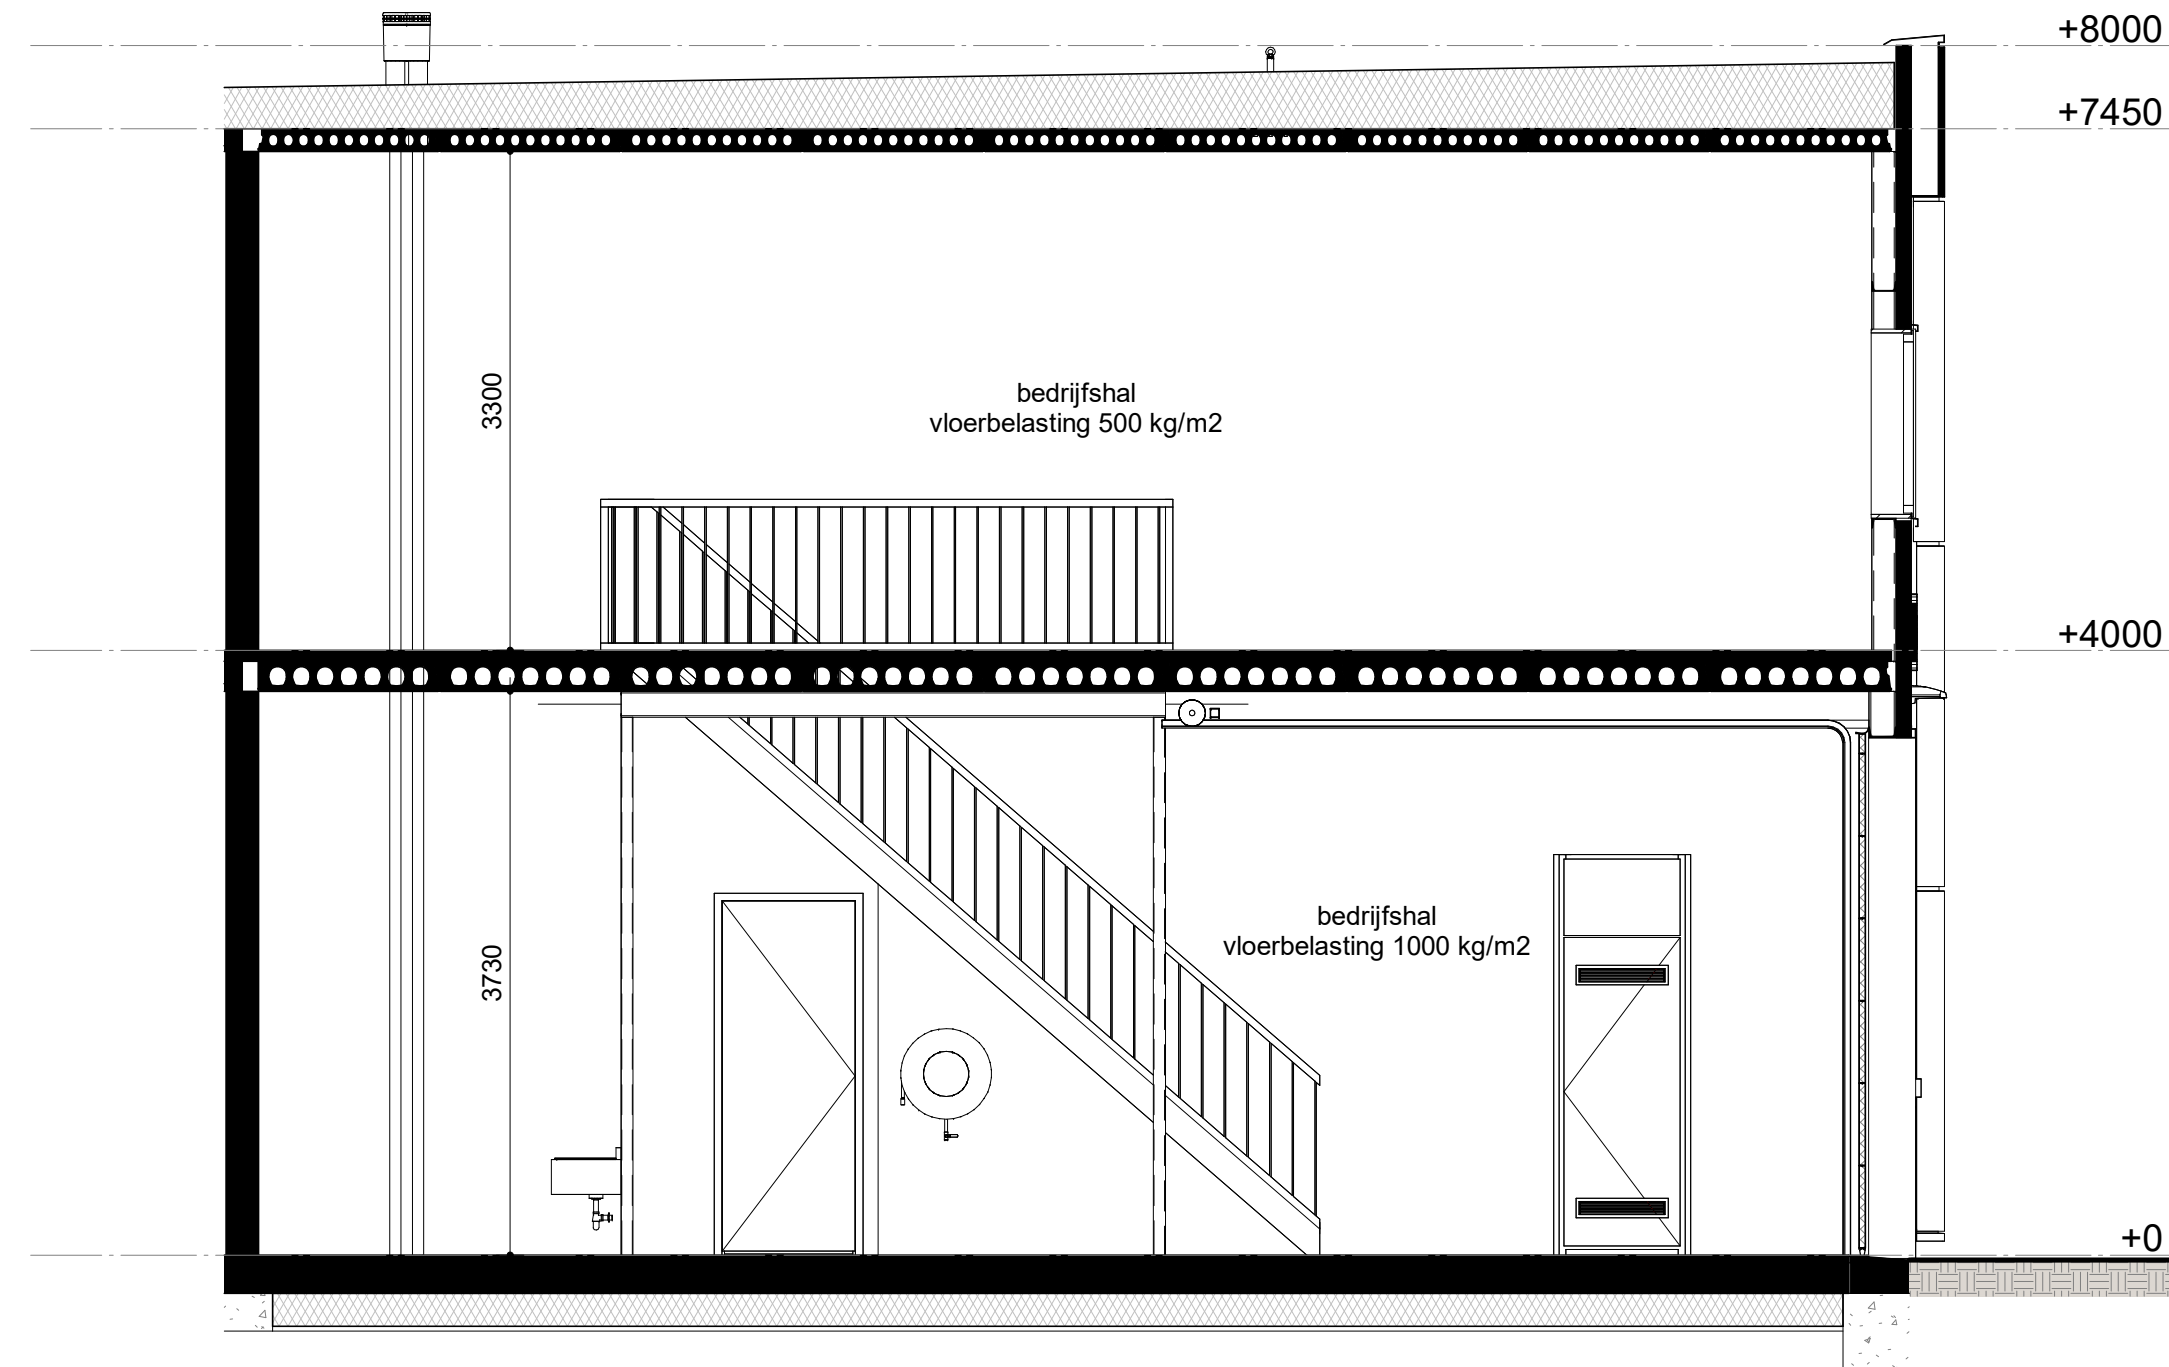 +8000
+7450
3300
bedrijfshal
vloerbelasting 500 kg/m2
+4000
3730
bedrijfshal
vloerbelasting 1000 kg/m2
+0